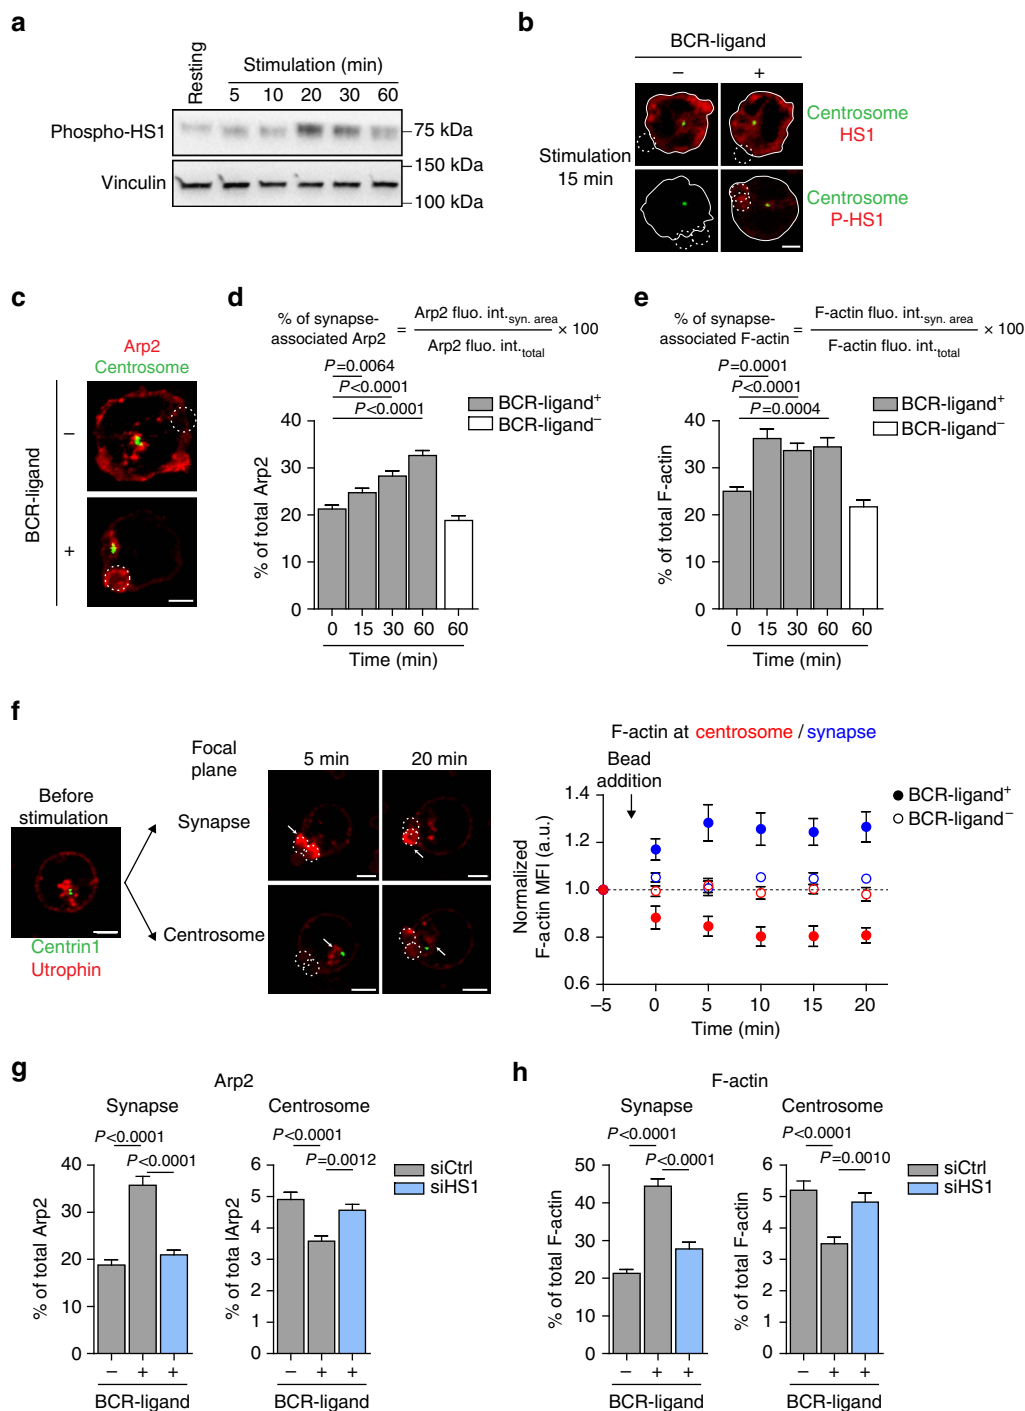 a
Resting
Stimulation (min)
5 10 20 30 60
Phospho-HS1
75 kDa
150 kDa
Vinculin
100 kDa
b
BCR-ligand
– +
Stimulation
15 min
Centrosome
HS1
Centrosome
P-HS1
c
Arp2
Centrosome
BCR-ligand
–
+
d
% of synapse-
associated Arp2 = Arp2 fluo. int.syn. area / Arp2 fluo. int.total × 100
P=0.0064
P<0.0001
P<0.0001
BCR-ligand+
BCR-ligand–
% of total Arp2
40
30
20
10
0
0 15 30 60 60
Time (min)
e
% of synapse-
associated F-actin = F-actin fluo. int.syn. area / F-actin fluo. int.total × 100
P=0.0001
P<0.0001
P=0.0004
BCR-ligand+
BCR-ligand–
% of total F-actin
40
30
20
10
0
0 15 30 60 60
Time (min)
f
Before
stimulation
Centrin1
Utrophin
Focal
plane
5 min 20 min
Synapse
Centrosome
F-actin at centrosome / synapse
Bead
addition
BCR-ligand+
BCR-ligand–
Normalized
F-actin MFI (a.u.)
1.4
1.2
1.0
0.8
0.6
–5 0 5 10 15 20
Time (min)
g
Arp2
Synapse
P<0.0001
P<0.0001
% of total Arp2
40
30
20
10
0
– + +
BCR-ligand
Centrosome
P<0.0001
P=0.0012
% of tota lArp2
6
5
4
3
2
1
0
– + +
BCR-ligand
siCtrl
siHS1
h
F-actin
Synapse
P<0.0001
P<0.0001
% of total F-actin
50
40
30
20
10
0
– + +
BCR-ligand
Centrosome
P<0.0001
P=0.0010
% of total F-actin
6
5
4
3
2
1
0
– + +
BCR-ligand
siCtrl
siHS1